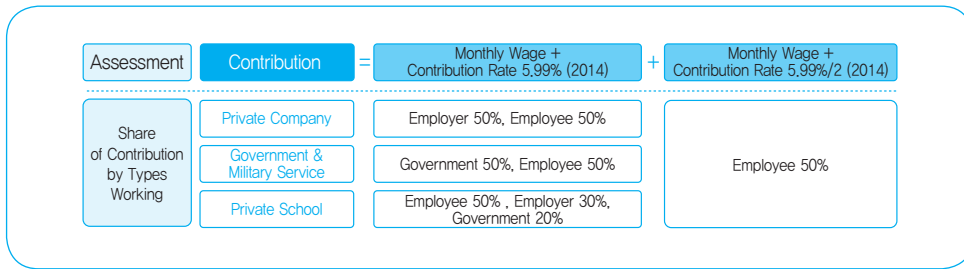 Assessment
Contribution
=
Monthly Wage +
Contribution Rate 5.99% (2014)
+
Monthly Wage +
Contribution Rate 5.99%/2 (2014)
Share
of Contribution
by Types
Working
Private Company
Employer 50%, Employee 50%
Government &
Military Service
Government 50%, Employee 50%
Private School
Employee 50% , Employer 30%,
Government 20%
Employee 50%